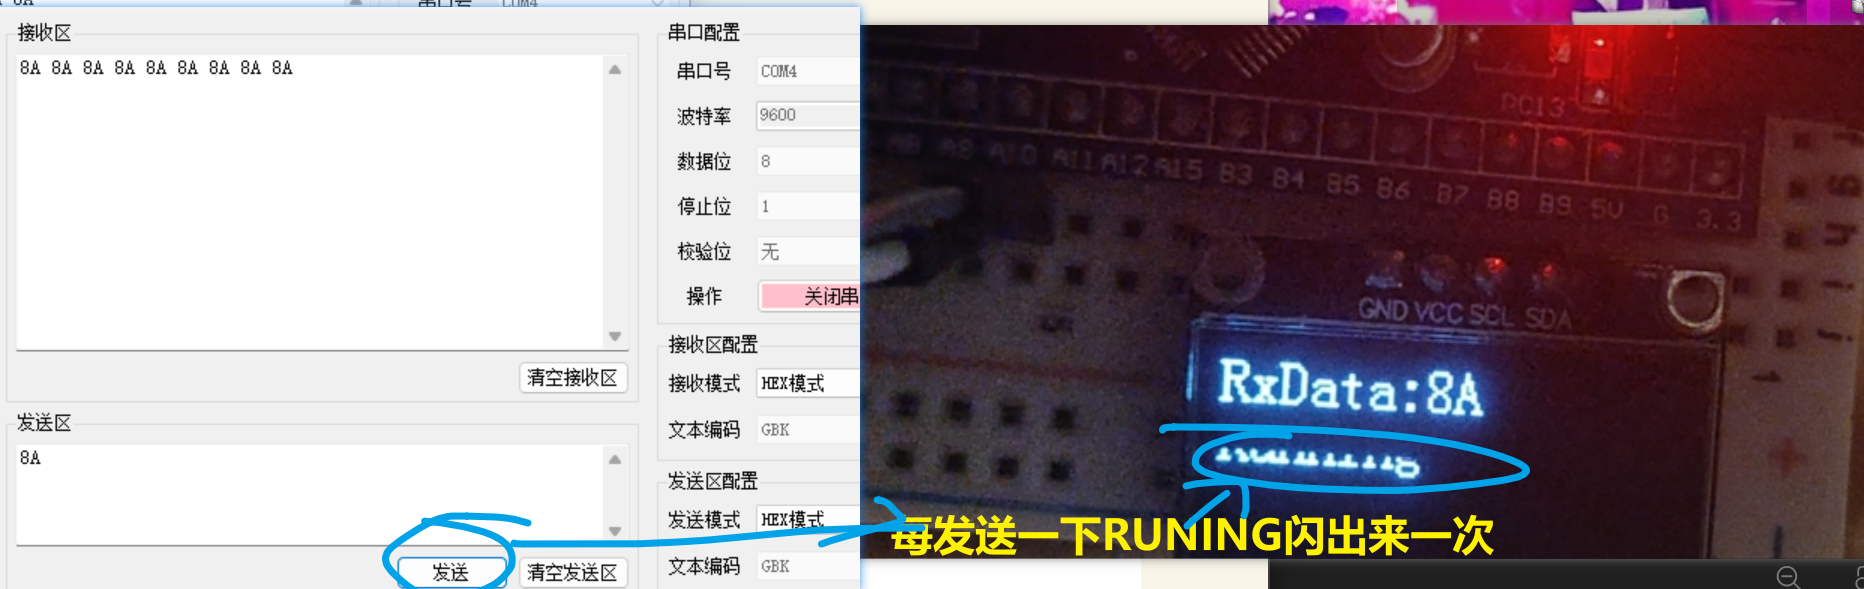 8A
串口号 COM4
接收区
8A 8A 8A 8A 8A 8A 8A 8A 8A
清空接收区
发送区
8A
发送
清空发送区
串口配置
串口号 COM4
波特率 9600
数据位 8
停止位 1
校验位 无
操作 关闭串
接收区配置
接收模式 HEX模式
文本编码 GBK
发送区配置
发送模式 HEX模式
文本编码 GBK
PC13
A9 A10 A11 A12 A15 B3 B4 B5 B6 B7 B8 B9 5V G 3.3
GND VCC SCL SDA
RxData:8A
每发送一下RUNING闪出来一次